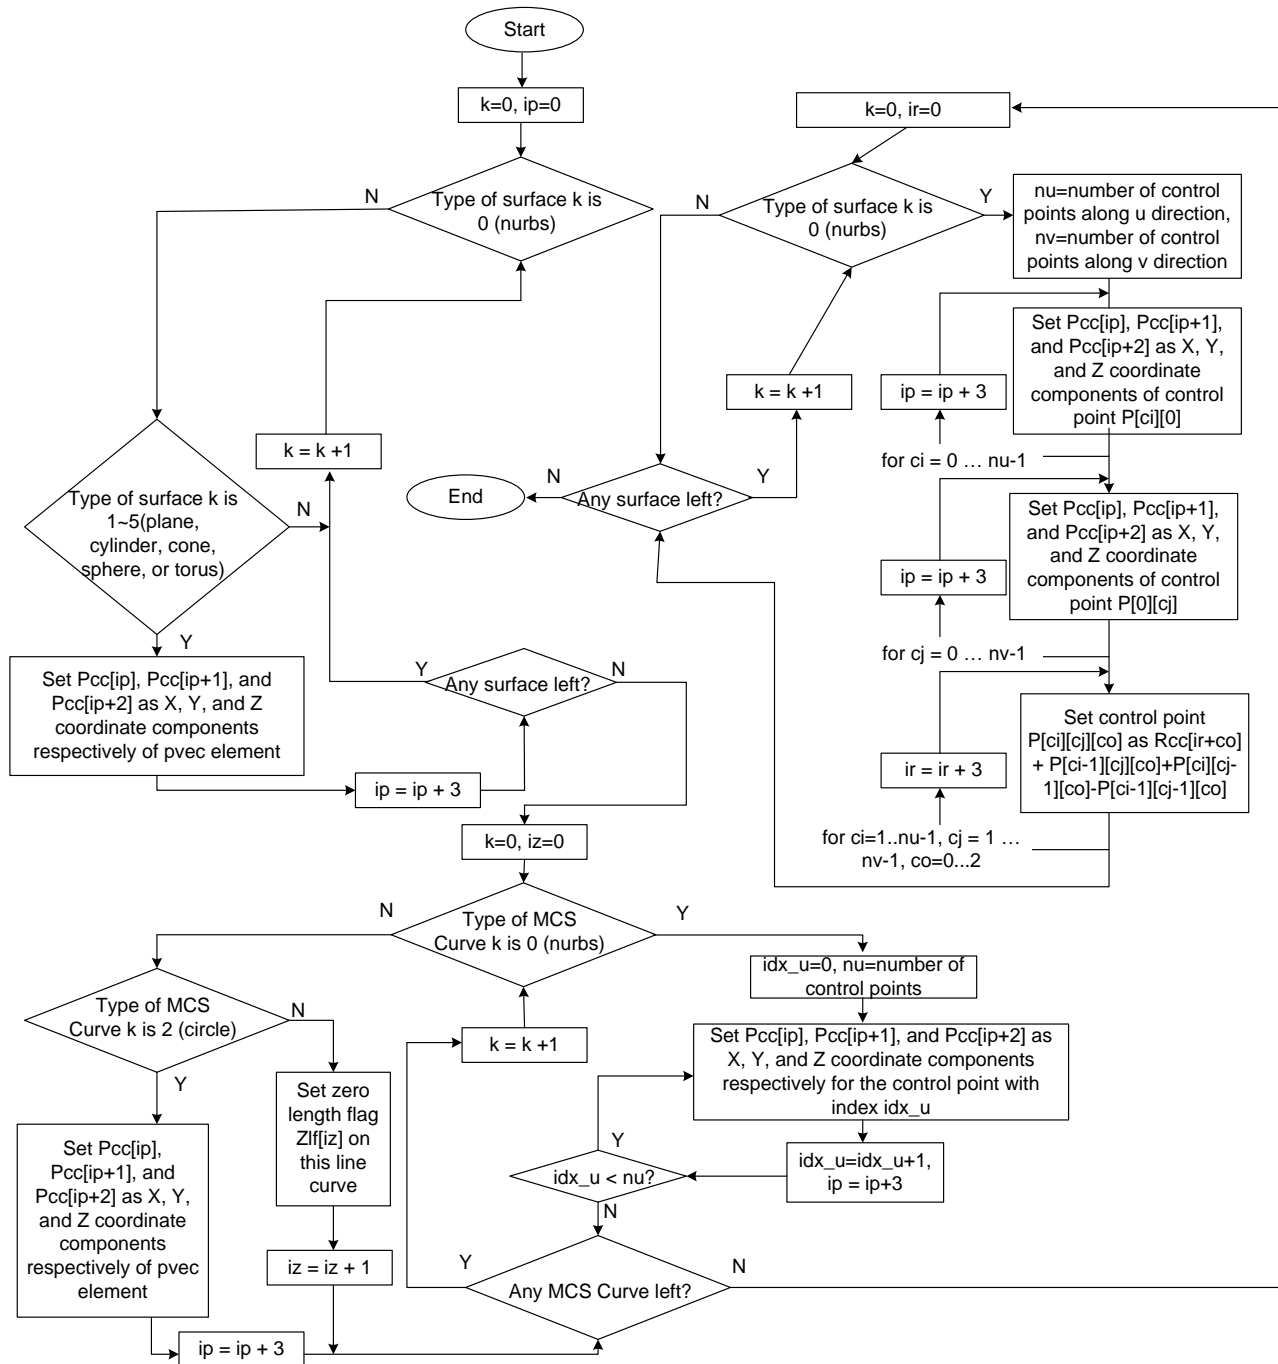 Start
k=0, ip=0
Type of surface k is
0 (nurbs)
N
k = k +1
Type of surface k is
1~5(plane,
cylinder, cone,
sphere, or torus)
N
Y
Set Pcc[ip], Pcc[ip+1], and
Pcc[ip+2] as X, Y, and Z
coordinate components
respectively of pvec element
ip = ip + 3
Any surface left?
Y
N
k=0, iz=0
Type of MCS
Curve k is 0 (nurbs)
N
Y
Type of MCS
Curve k is 2 (circle)
N
Y
Set Pcc[ip],
Pcc[ip+1], and
Pcc[ip+2] as X, Y,
and Z coordinate
components
respectively of pvec
element
ip = ip + 3
Set zero
length flag
Zlf[iz] on
this line
curve
iz = iz + 1
k = k +1
idx_u=0, nu=number of
control points
Set Pcc[ip], Pcc[ip+1], and Pcc[ip+2] as
X, Y, and Z coordinate components
respectively for the control point with
index idx_u
idx_u=idx_u+1,
ip = ip+3
idx_u < nu?
Y
N
Any MCS Curve left?
Y
N
k=0, ir=0
Type of surface k is
0 (nurbs)
N
Y
nu=number of control
points along u direction,
nv=number of control
points along v direction
Set Pcc[ip], Pcc[ip+1],
and Pcc[ip+2] as X, Y,
and Z coordinate
components of control
point P[ci][0]
ip = ip + 3
for ci = 0 … nu-1
Set Pcc[ip], Pcc[ip+1],
and Pcc[ip+2] as X, Y,
and Z coordinate
components of control
point P[0][cj]
ip = ip + 3
for cj = 0 … nv-1
Set control point
P[ci][cj][co] as Rcc[ir+co]
+ P[ci-1][cj][co]+P[ci][cj-
1][co]-P[ci-1][cj-1][co]
ir = ir + 3
for ci=1..nu-1, cj = 1 …
nv-1, co=0...2
k = k +1
Any surface left?
Y
N
End